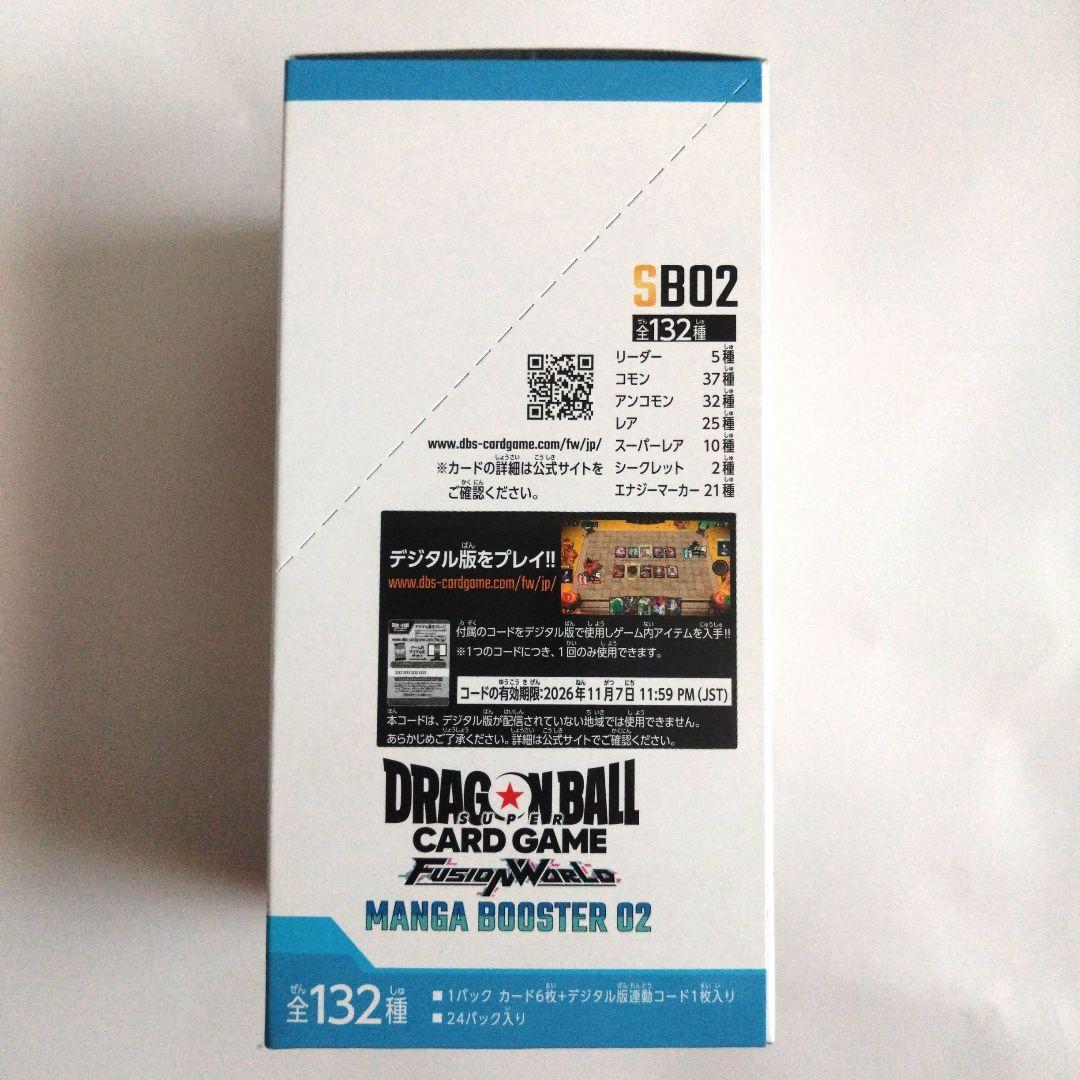 SB02
全132種
リーダー 5種
コモン 37種
アンコモン 32種
レア 25種
スーパーレア 10種
シークレット 2種
エナジーマーカー 21種
www.dbs-cardgame.com/fw/jp/
※カードの詳細は公式サイトを
ご確認ください。
デジタル版をプレイ!!
www.dbs-cardgame.com/fw/jp/
付属のコードをデジタル版で使用しゲーム内アイテムを入手!!
※1つのコードにつき、1回のみ使用できます。
コードの有効期限:2026年11月7日 11:59 PM (JST)
本コードは、デジタル版が配信されていない地域では使用できません。
あらかじめご了承ください。詳細は公式サイトでご確認ください。
DRAGON BALL
SUPER
CARD GAME
FUSION WORLD
MANGA BOOSTER 02
全132種
■ 1パック カード6枚+デジタル版連動コード1枚入り
■ 24パック入り